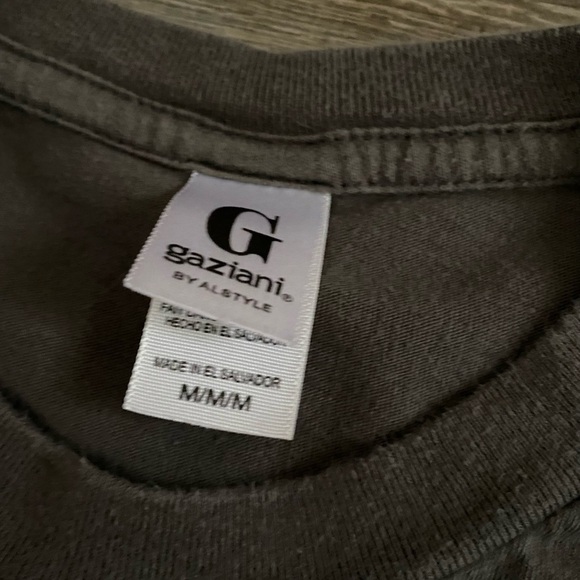 G
gaziani®
BY ALSTYLE
HECHO EN EL SALVADOR
MADE IN EL SALVADOR
M/M/M